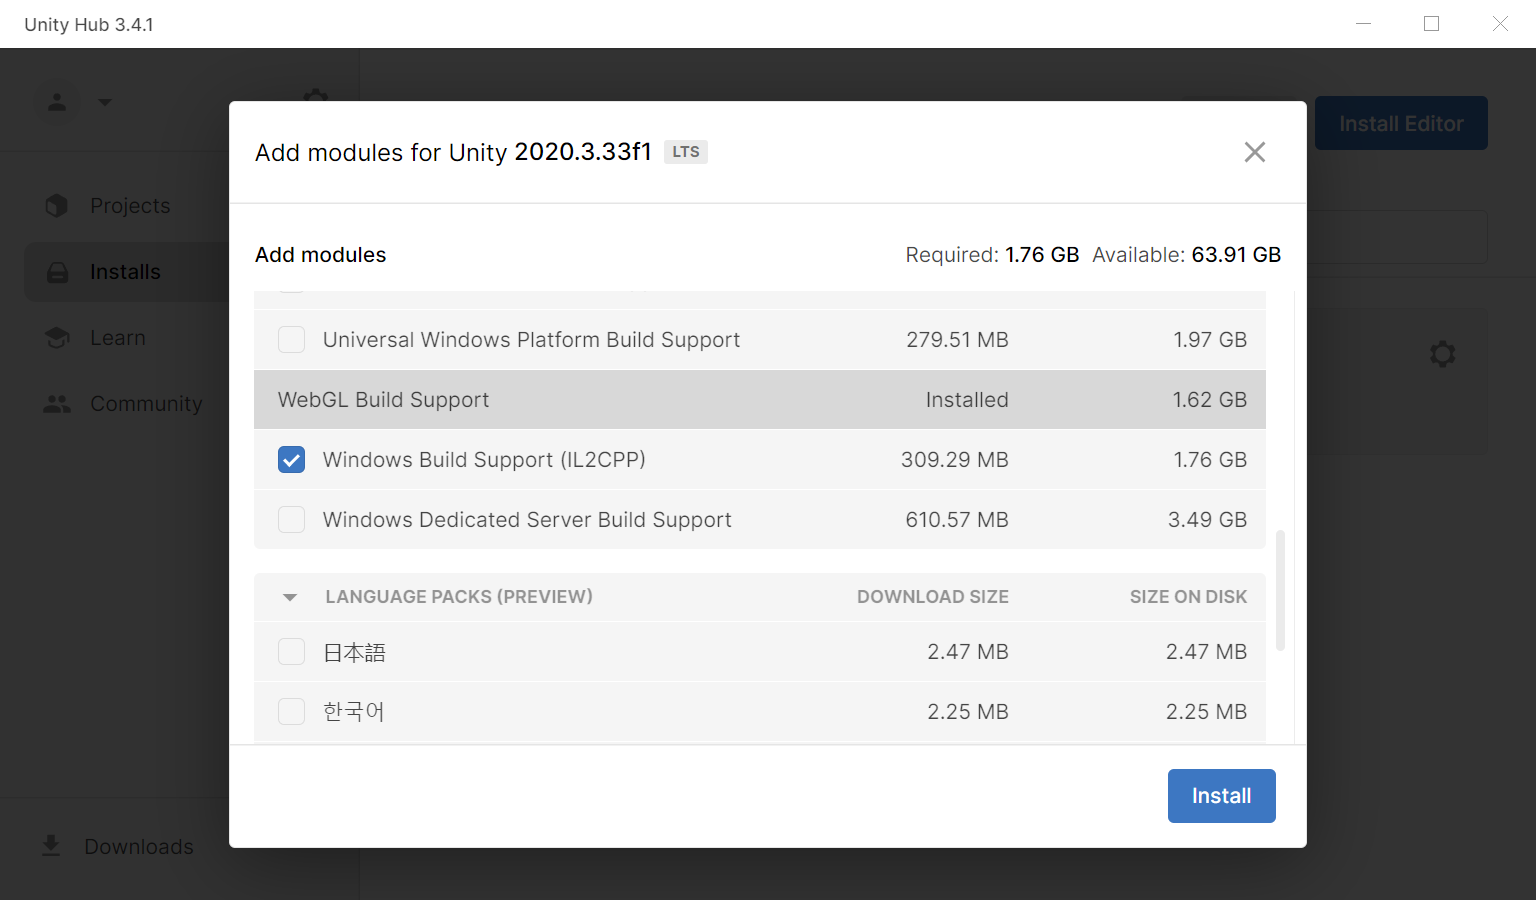 Unity Hub 3.4.1
Install Editor
Add modules for Unity 2020.3.33f1 LTS
Projects
Installs
Learn
Community
Downloads
Add modules Required: 1.76 GB Available: 63.91 GB
Universal Windows Platform Build Support 279.51 MB 1.97 GB
WebGL Build Support Installed 1.62 GB
Windows Build Support (IL2CPP) 309.29 MB 1.76 GB
Windows Dedicated Server Build Support 610.57 MB 3.49 GB
LANGUAGE PACKS (PREVIEW) DOWNLOAD SIZE SIZE ON DISK
日本語 2.47 MB 2.47 MB
한국어 2.25 MB 2.25 MB
Install